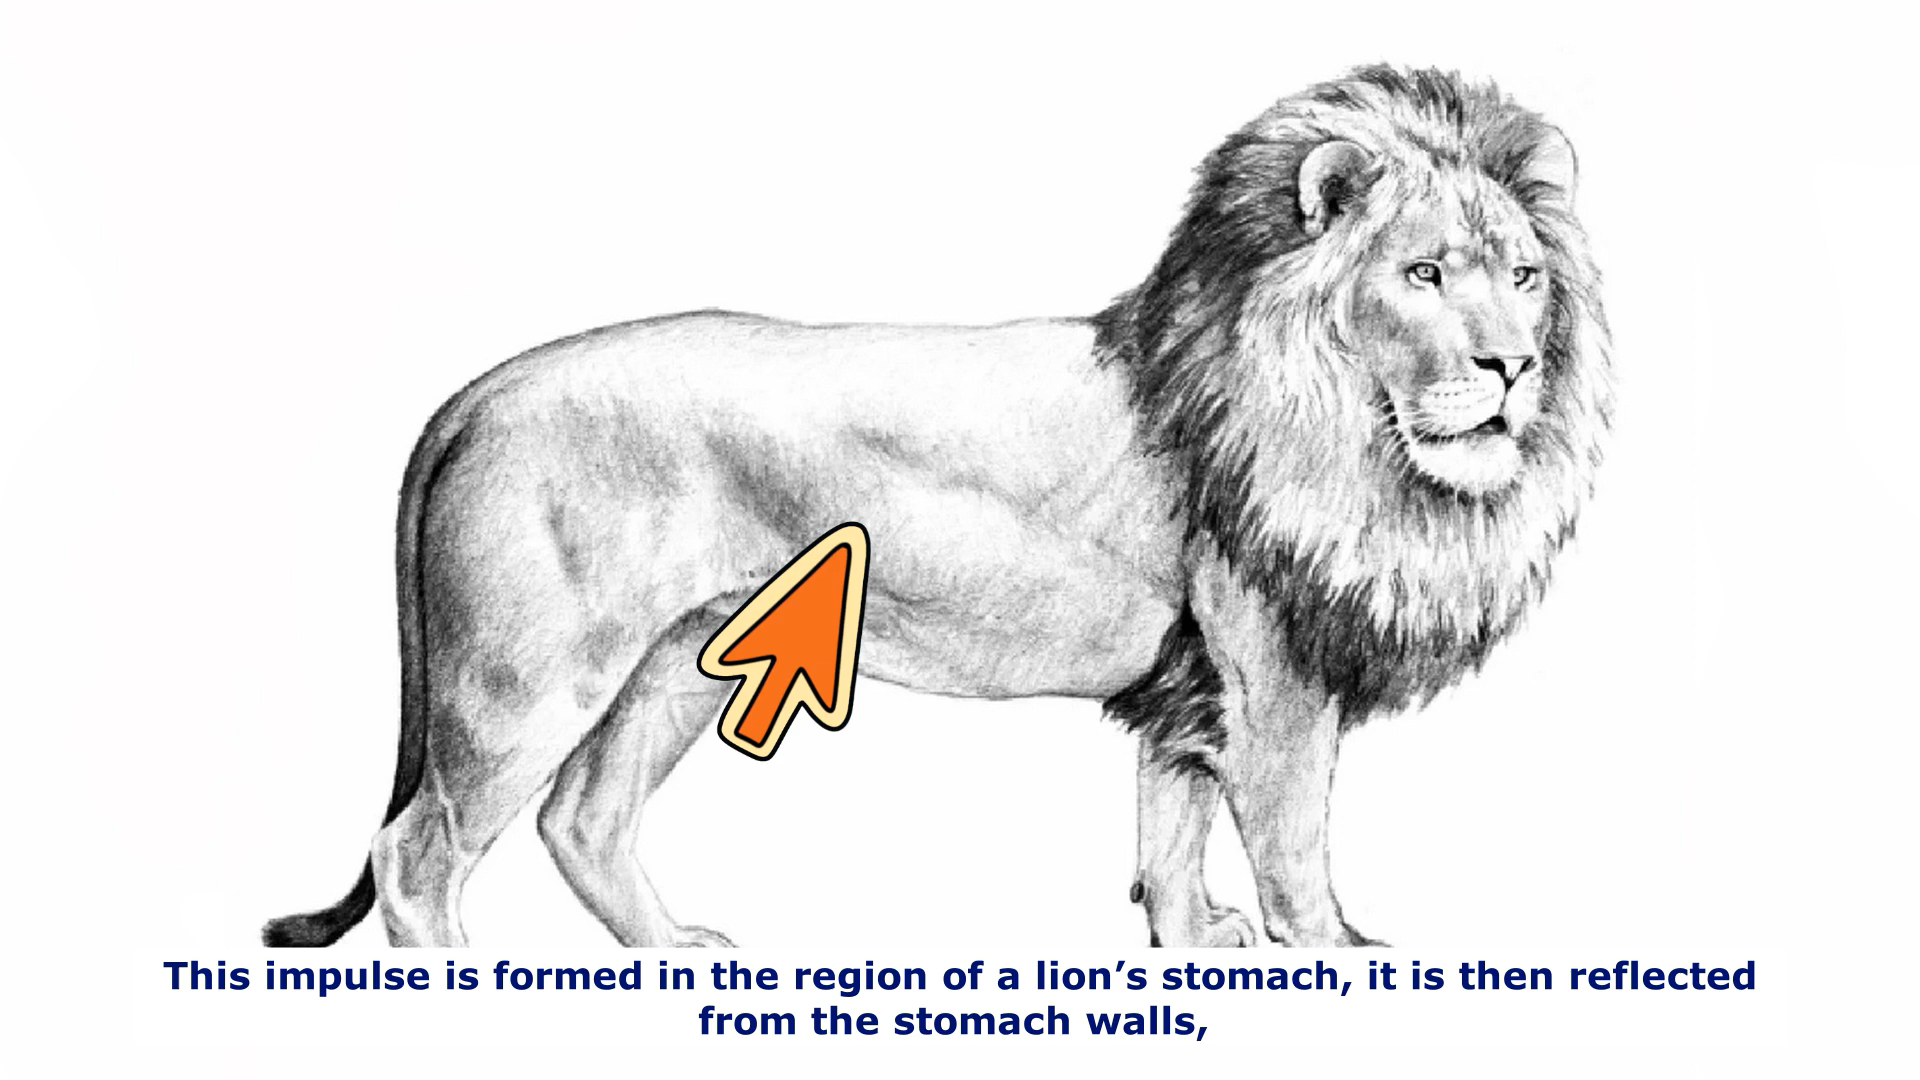 This impulse is formed in the region of a lion’s stomach, it is then reflected
from the stomach walls,